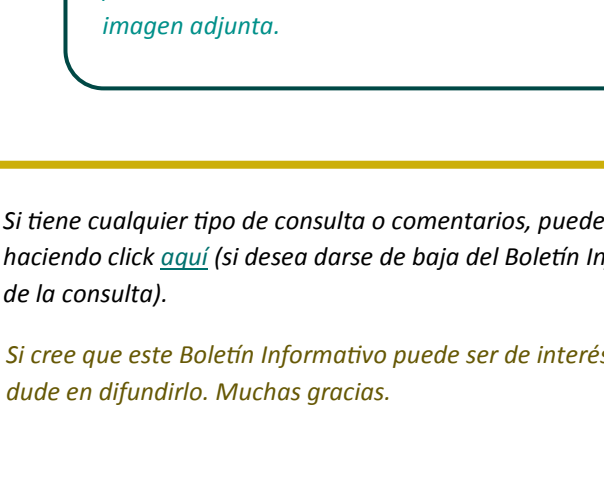 imagen adjunta.
Si tiene cualquier tipo de consulta o comentarios, puede
haciendo click aquí (si desea darse de baja del Boletín In
de la consulta).
Si cree que este Boletín Informativo puede ser de interés
dude en difundirlo. Muchas gracias.